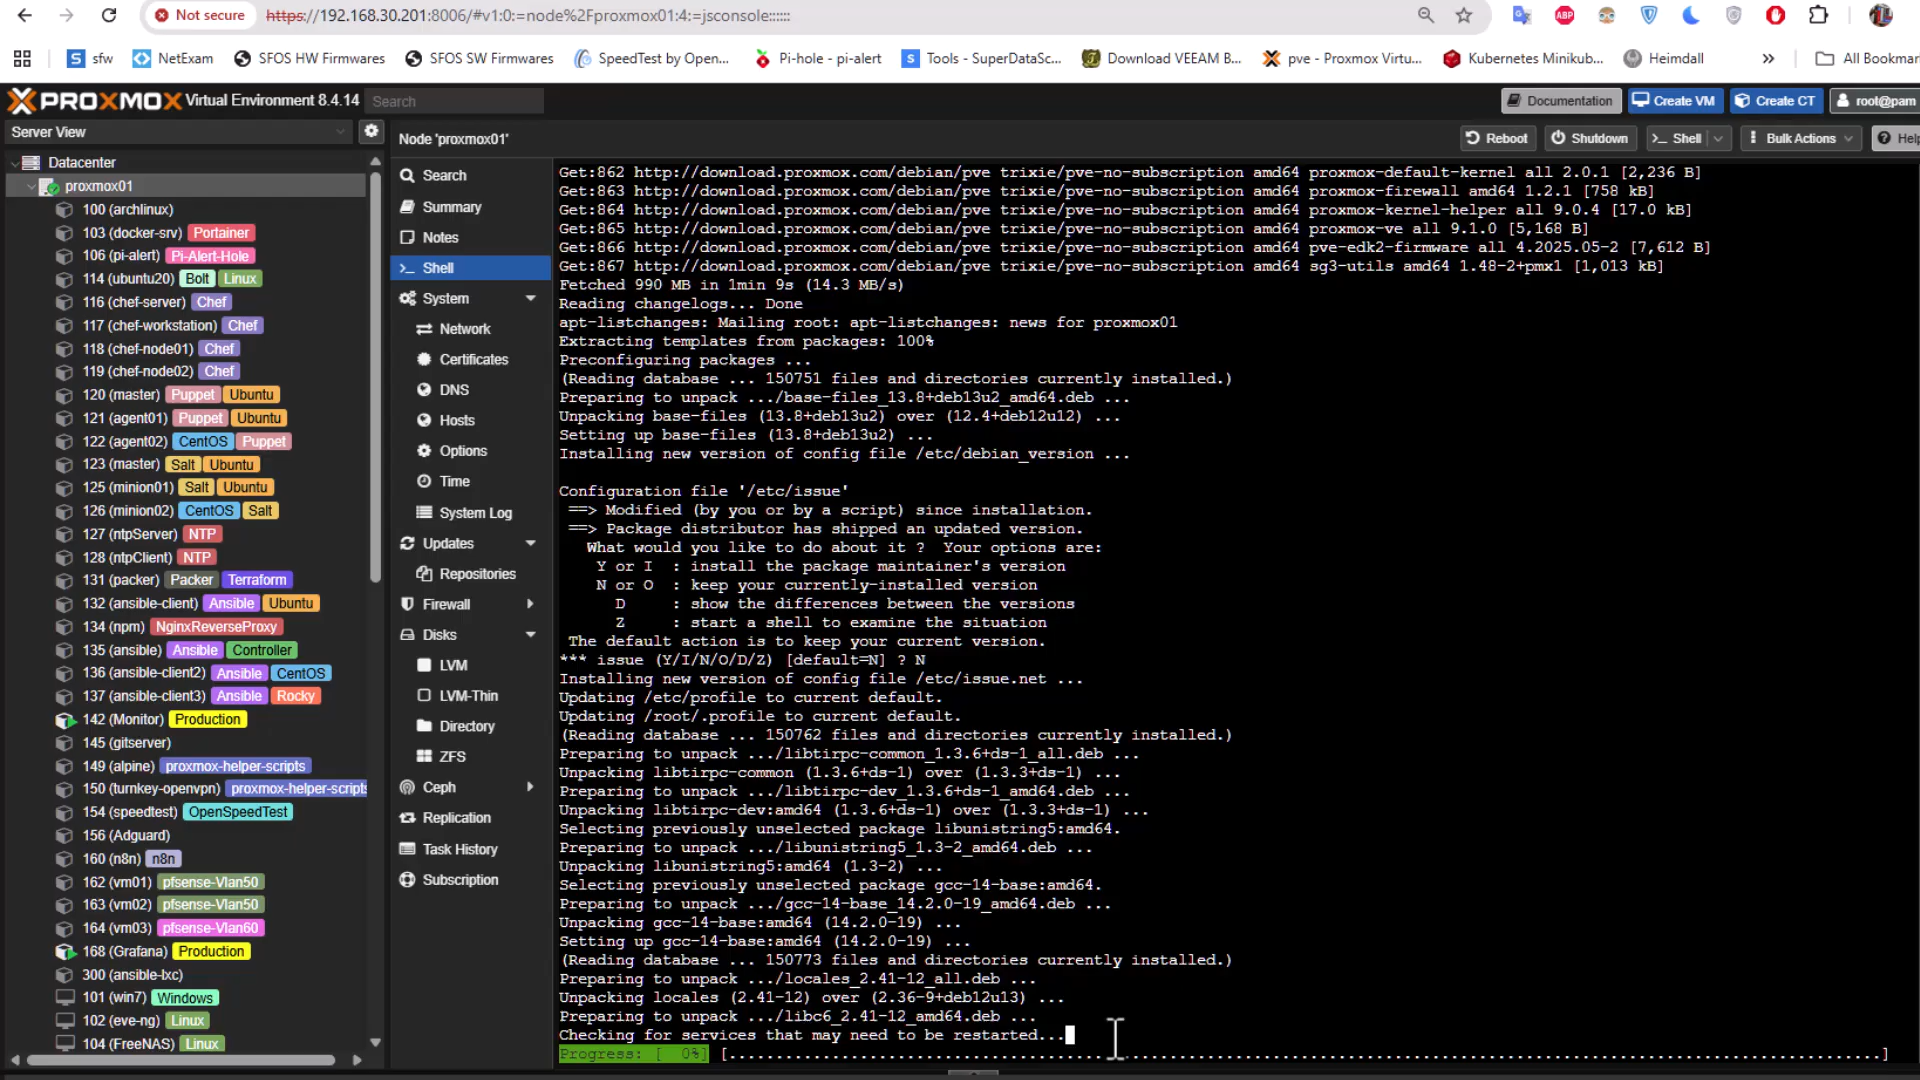 Not secure
https://192.168.30.201:8006/#v1:0:=node%2Fproxmox01:4:=jsconsole::::::
sfw
NetExam
SFOS HW Firmwares
SFOS SW Firmwares
SpeedTest by Open...
Pi-hole - pi-alert
Tools - SuperDataSc...
Download VEEAM B...
pve - Proxmox Virtu...
Kubernetes Minikub...
Heimdall
All Bookmar
PROXMOX Virtual Environment 8.4.14
Search
Documentation
Create VM
Create CT
root@pam
Server View
Node 'proxmox01'
Reboot
Shutdown
Shell
Bulk Actions
Help
Datacenter
proxmox01
100 (archlinux)
103 (docker-srv) Portainer
106 (pi-alert) Pi-Alert-Hole
114 (ubuntu20) Bolt Linux
116 (chef-server) Chef
117 (chef-workstation) Chef
118 (chef-node01) Chef
119 (chef-node02) Chef
120 (master) Puppet Ubuntu
121 (agent01) Puppet Ubuntu
122 (agent02) CentOS Puppet
123 (master) Salt Ubuntu
125 (minion01) Salt Ubuntu
126 (minion02) CentOS Salt
127 (ntpServer) NTP
128 (ntpClient) NTP
131 (packer) Packer Terraform
132 (ansible-client) Ansible Ubuntu
134 (npm) NginxReverseProxy
135 (ansible) Ansible Controller
136 (ansible-client2) Ansible CentOS
137 (ansible-client3) Ansible Rocky
142 (Monitor) Production
145 (gitserver)
149 (alpine) proxmox-helper-scripts
150 (turnkey-openvpn) proxmox-helper-scripts
154 (speedtest) OpenSpeedTest
156 (Adguard)
160 (n8n) n8n
162 (vm01) pfsense-Vlan50
163 (vm02) pfsense-Vlan50
164 (vm03) pfsense-Vlan60
168 (Grafana) Production
300 (ansible-lxc)
101 (win7) Windows
102 (eve-ng) Linux
104 (FreeNAS) Linux
Search
Summary
Notes
Shell
System
Network
Certificates
DNS
Hosts
Options
Time
System Log
Updates
Repositories
Firewall
Disks
LVM
LVM-Thin
Directory
ZFS
Ceph
Replication
Task History
Subscription
Get:862 http://download.proxmox.com/debian/pve trixie/pve-no-subscription amd64 proxmox-default-kernel all 2.0.1 [2,236 B]
Get:863 http://download.proxmox.com/debian/pve trixie/pve-no-subscription amd64 proxmox-firewall amd64 1.2.1 [758 kB]
Get:864 http://download.proxmox.com/debian/pve trixie/pve-no-subscription amd64 proxmox-kernel-helper all 9.0.4 [17.0 kB]
Get:865 http://download.proxmox.com/debian/pve trixie/pve-no-subscription amd64 proxmox-ve all 9.1.0 [5,168 B]
Get:866 http://download.proxmox.com/debian/pve trixie/pve-no-subscription amd64 pve-edk2-firmware all 4.2025.05-2 [7,612 B]
Get:867 http://download.proxmox.com/debian/pve trixie/pve-no-subscription amd64 sg3-utils amd64 1.48-2+pmx1 [1,013 kB]
Fetched 990 MB in 1min 9s (14.3 MB/s)
Reading changelogs... Done
apt-listchanges: Mailing root: apt-listchanges: news for proxmox01
Extracting templates from packages: 100%
Preconfiguring packages ...
(Reading database ... 150751 files and directories currently installed.)
Preparing to unpack .../base-files_13.8+deb13u2_amd64.deb ...
Unpacking base-files (13.8+deb13u2) over (12.4+deb12u12) ...
Setting up base-files (13.8+deb13u2) ...
Installing new version of config file /etc/debian_version ...
Configuration file '/etc/issue'
==> Modified (by you or by a script) since installation.
==> Package distributor has shipped an updated version.
What would you like to do about it ?  Your options are:
Y or I  : install the package maintainer's version
N or O  : keep your currently-installed version
D     : show the differences between the versions
Z     : start a shell to examine the situation
The default action is to keep your current version.
*** issue (Y/I/N/O/D/Z) [default=N] ? N
Installing new version of config file /etc/issue.net ...
Updating /etc/profile to current default.
Updating /root/.profile to current default.
(Reading database ... 150762 files and directories currently installed.)
Preparing to unpack .../libtirpc-common_1.3.6+ds-1_all.deb ...
Unpacking libtirpc-common (1.3.6+ds-1) over (1.3.3+ds-1) ...
Preparing to unpack .../libtirpc-dev_1.3.6+ds-1_amd64.deb ...
Unpacking libtirpc-dev:amd64 (1.3.6+ds-1) over (1.3.3+ds-1) ...
Selecting previously unselected package libunistring5:amd64.
Preparing to unpack .../libunistring5_1.3-2_amd64.deb ...
Unpacking libunistring5:amd64 (1.3-2) ...
Selecting previously unselected package gcc-14-base:amd64.
Preparing to unpack .../gcc-14-base_14.2.0-19_amd64.deb ...
Unpacking gcc-14-base:amd64 (14.2.0-19) ...
Setting up gcc-14-base:amd64 (14.2.0-19) ...
(Reading database ... 150773 files and directories currently installed.)
Preparing to unpack .../locales_2.41-12_all.deb ...
Unpacking locales (2.41-12) over (2.36-9+deb12u13) ...
Preparing to unpack .../libc6_2.41-12_amd64.deb ...
Checking for services that may need to be restarted...
Progress: [  0%] [..............................................................................]